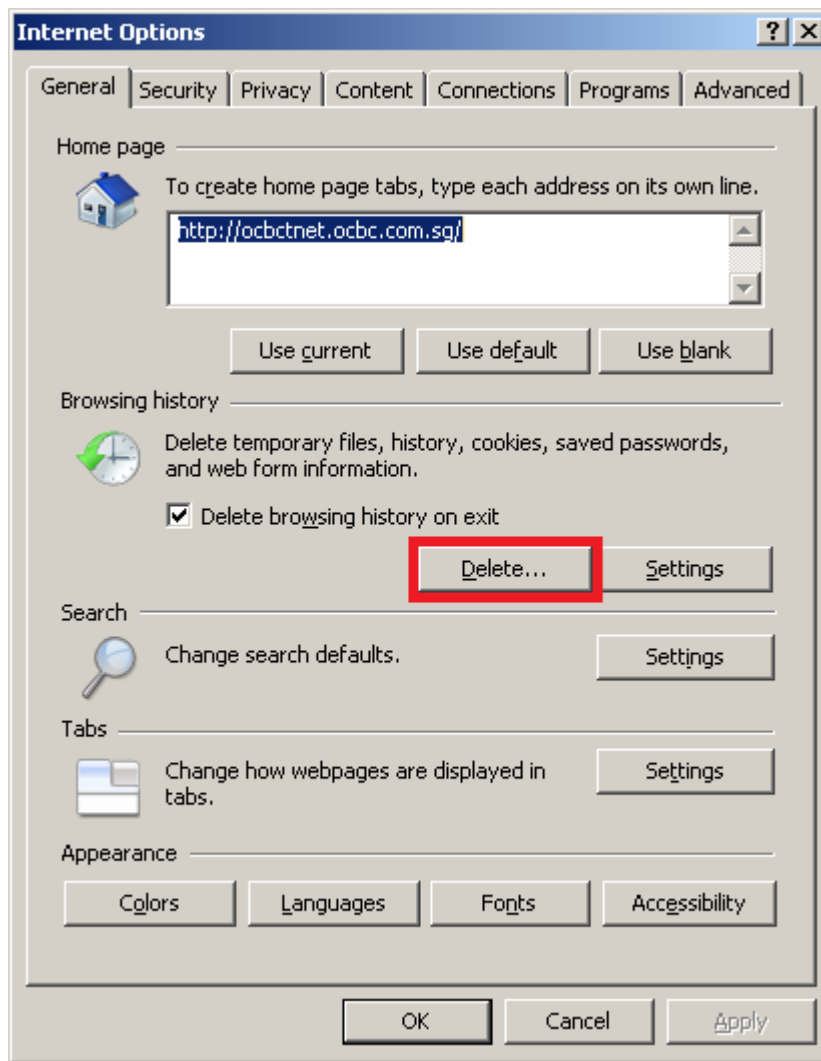 Internet Options
General Security Privacy Content Connections Programs Advanced
Home page
To create home page tabs, type each address on its own line.
http://ocbctnet.ocbc.com.sg/
Use current Use default Use blank
Browsing history
Delete temporary files, history, cookies, saved passwords,
and web form information.
Delete browsing history on exit
Delete... Settings
Search
Change search defaults.
Settings
Tabs
Change how webpages are displayed in
tabs.
Settings
Appearance
Colors Languages Fonts Accessibility
OK Cancel Apply